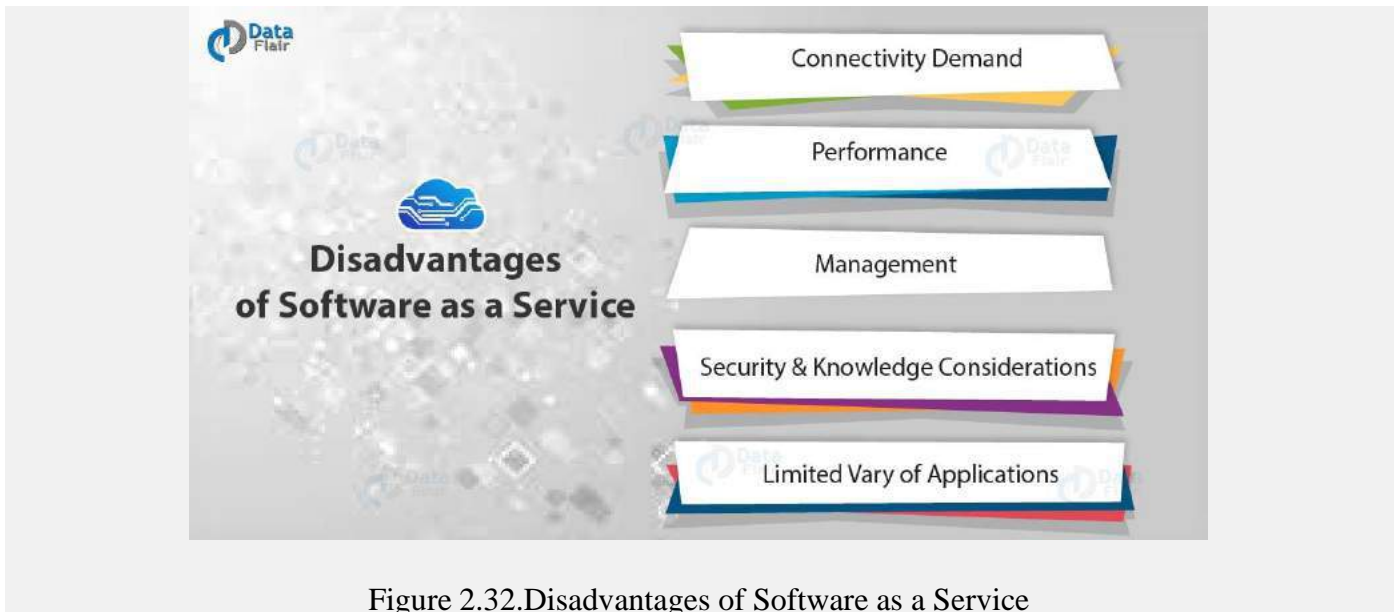 Data
Flair
Connectivity Demand
Performance
Management
Disadvantages
of Software as a Service
Security & Knowledge Considerations
Limited Vary of Applications
Figure 2.32.Disadvantages of Software as a Service